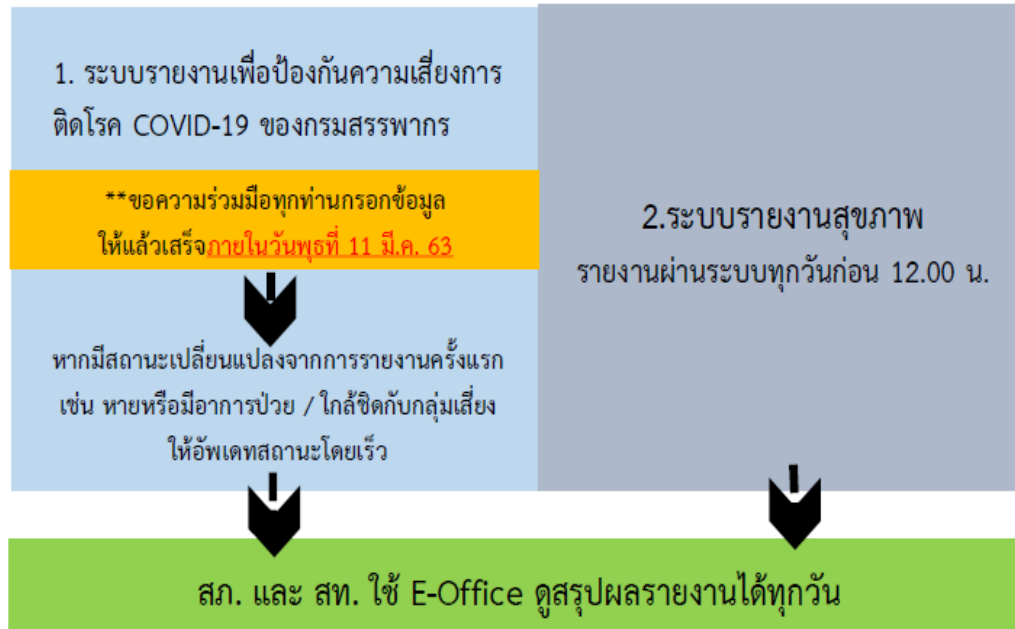 1. ระบบรายงานเพื่อป้องกันความเสี่ยงการ
ติดโรค COVID-19 ของกรมสรรพากร
**ขอความร่วมมือทุกท่านกรอกข้อมูล
ให้แล้วเสร็จภายในวันพุธที่ 11 มี.ค. 63
หากมีสถานะเปลี่ยนแปลงจากการรายงานครั้งแรก
เช่น หายหรือมีอาการป่วย / ใกล้ชิดกับกลุ่มเสี่ยง
ให้อัพเดทสถานะโดยเร็ว
2.ระบบรายงานสุขภาพ
รายงานผ่านระบบทุกวันก่อน 12.00 น.
สภ. และ สท. ใช้ E-Office ดูสรุปผลรายงานได้ทุกวัน